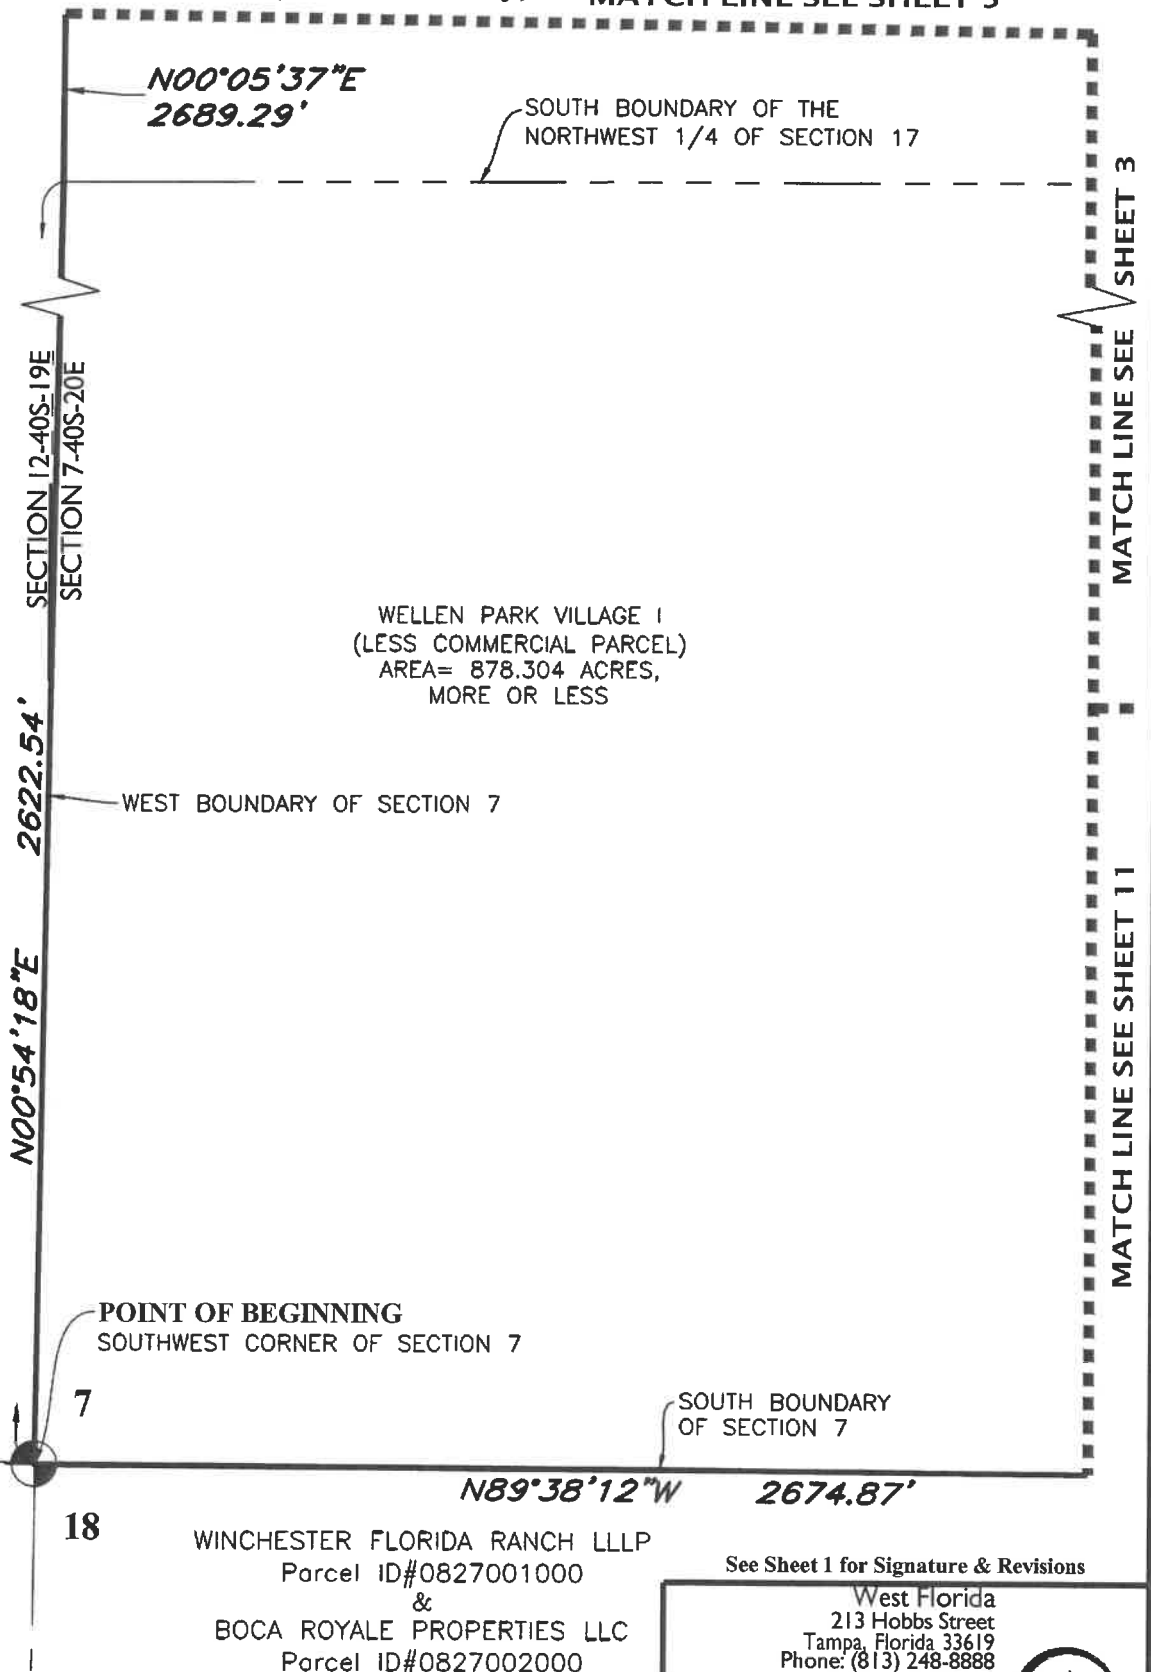 MATCH LINE SEE SHEET 3
N00°05'37"E
2689.29'
SOUTH BOUNDARY OF THE
NORTHWEST 1/4 OF SECTION 17
MATCH LINE SEE SHEET 3
SECTION 12-40S-19E
SECTION 7-40S-20E
WELLEN PARK VILLAGE I
(LESS COMMERCIAL PARCEL)
AREA= 878.304 ACRES,
MORE OR LESS
N00°54'18"E 2622.54'
WEST BOUNDARY OF SECTION 7
MATCH LINE SEE SHEET 11
POINT OF BEGINNING
SOUTHWEST CORNER OF SECTION 7
7
SOUTH BOUNDARY
OF SECTION 7
N89°38'12"W 2674.87'
18
WINCHESTER FLORIDA RANCH LLLP
Parcel ID#0827001000
&
BOCA ROYALE PROPERTIES LLC
Parcel ID#0827002000
See Sheet 1 for Signature & Revisions
West Florida
213 Hobbs Street
Tampa, Florida 33619
Phone: (813) 248-8888